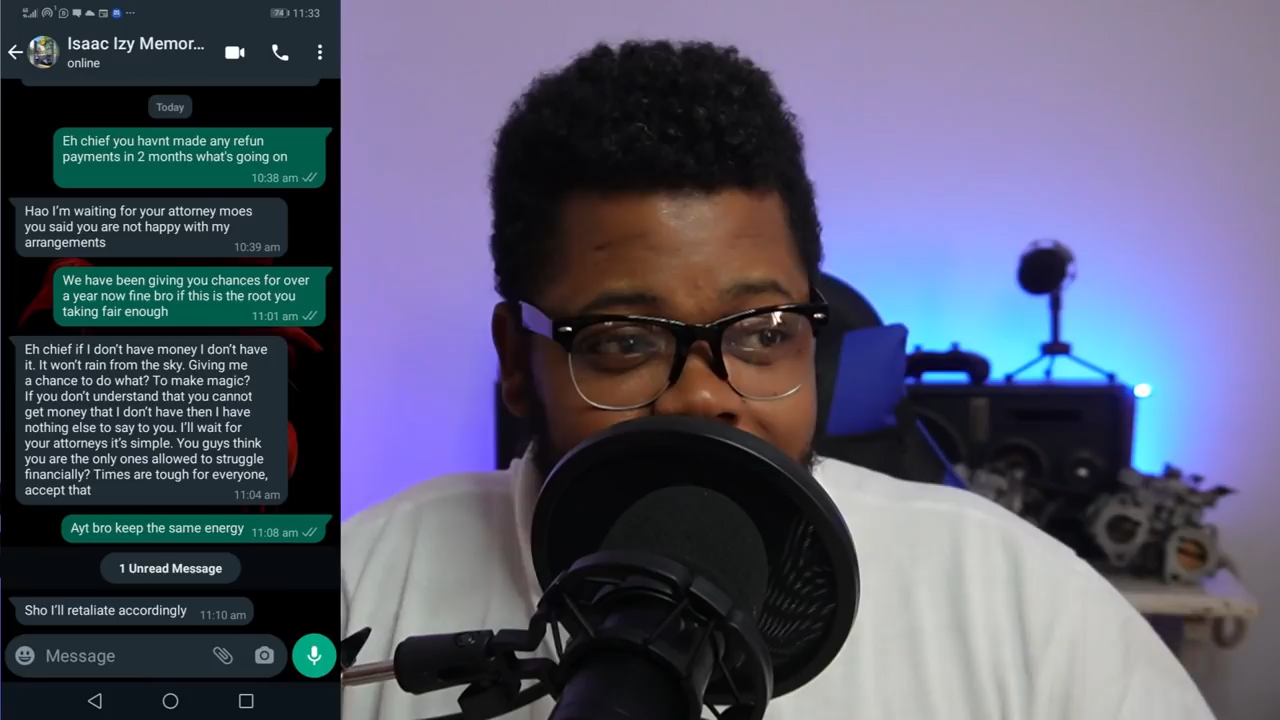 11:33
74
Isaac Izy Memor...
online
Today
Eh chief you havnt made any refun
payments in 2 months what's going on
10:38 am
Hao I'm waiting for your attorney moes
you said you are not happy with my
arrangements
10:39 am
We have been giving you chances for over
a year now fine bro if this is the root you
taking fair enough
11:01 am
Eh chief if I don't have money I don't have
it. It won't rain from the sky. Giving me
a chance to do what? To make magic?
If you don't understand that you cannot
get money that I don't have then I have
nothing else to say to you. I'll wait for
your attorneys it's simple. You guys think
you are the only ones allowed to struggle
financially? Times are tough for everyone,
accept that
11:04 am
Ayt bro keep the same energy
11:08 am
1 Unread Message
Sho I'll retaliate accordingly
11:10 am
Message